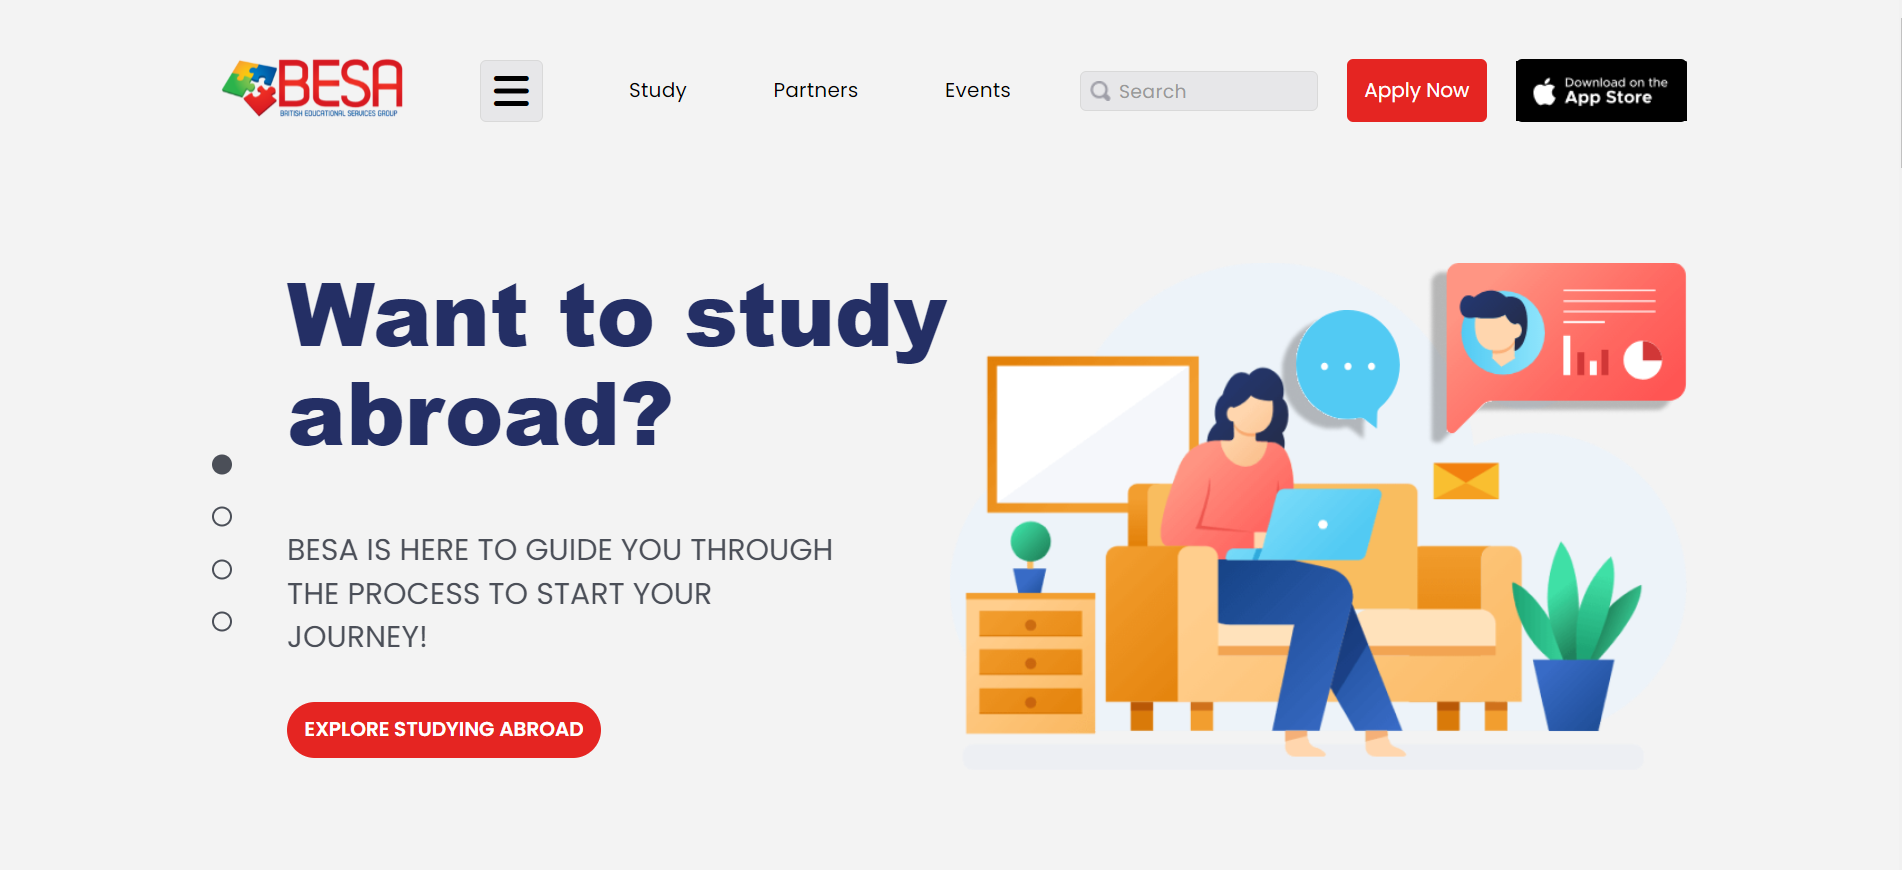 BESA
BRITISH EDUCATIONAL SERVICES GROUP
Study
Partners
Events
Search
Apply Now
Download on the
App Store
Want to study
abroad?
BESA IS HERE TO GUIDE YOU THROUGH
THE PROCESS TO START YOUR
JOURNEY!
EXPLORE STUDYING ABROAD